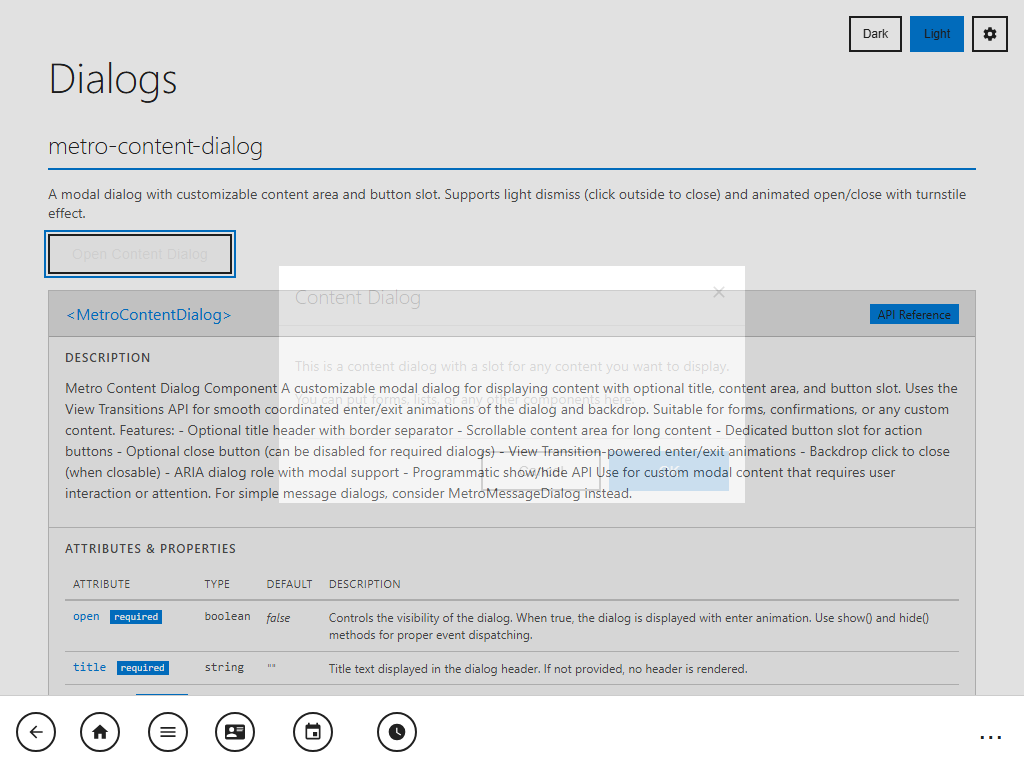 Dark
Light
Dialogs
metro-content-dialog
A modal dialog with customizable content area and button slot. Supports light dismiss (click outside to close) and animated open/close with turnstile
effect.
Open Content Dialog
Content Dialog
<MetroContentDialog>
API Reference
DESCRIPTION
This is a content dialog with a slot for any content you want to display.
Metro Content Dialog Component A customizable modal dialog for displaying content with optional title, content area, and button slot. Uses the
You can put forms, lists, or any other components here.
View Transitions API for smooth coordinated enter/exit animations of the dialog and backdrop. Suitable for forms, confirmations, or any custom
content. Features: - Optional title header with border separator - Scrollable content area for long content - Dedicated button slot for action
buttons - Optional close button (can be disabled for required dialogs) - View Transition-powered enter/exit animations - Backdrop click to close
(when closable) - ARIA dialog role with modal support - Programmatic show/hide API Use for custom modal content that requires user
interaction or attention. For simple message dialogs, consider MetroMessageDialog instead.
ATTRIBUTES & PROPERTIES
ATTRIBUTE TYPE DEFAULT DESCRIPTION
open required boolean false Controls the visibility of the dialog. When true, the dialog is displayed with enter animation. Use show() and hide()
methods for proper event dispatching.
title required string "" Title text displayed in the dialog header. If not provided, no header is rendered.
...